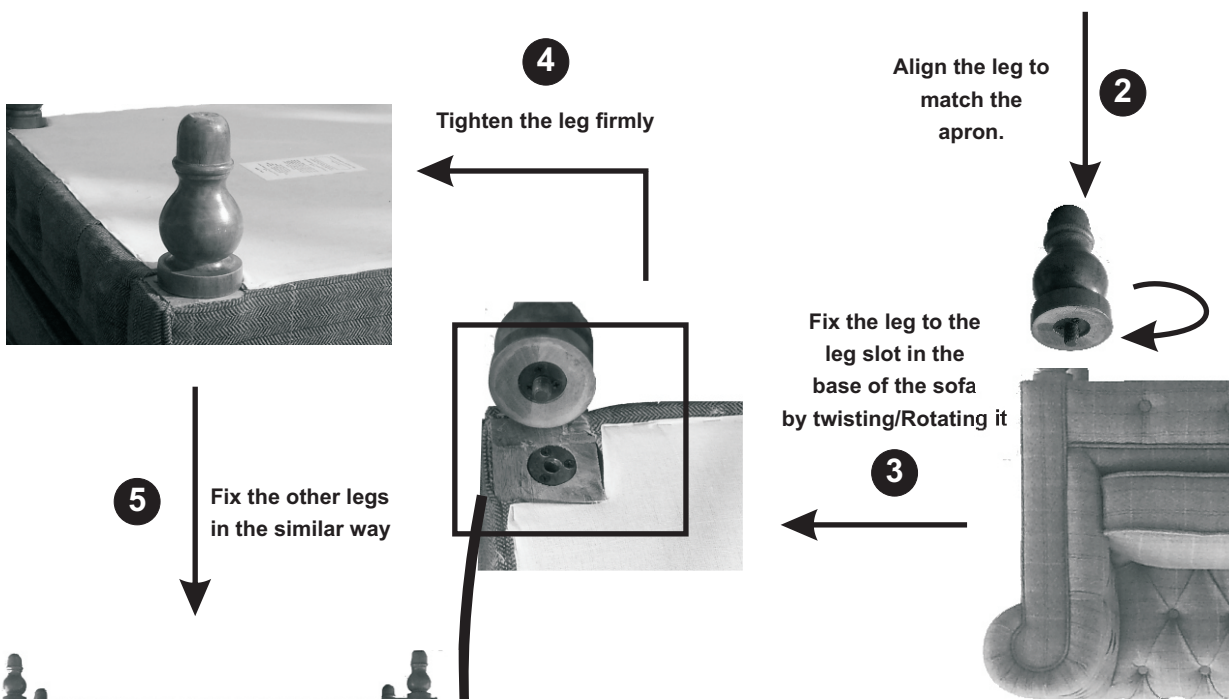 2
Align the leg to
match the
apron.
Fix the leg to the
leg slot in the
base of the sofa
by twisting/Rotating it
3
4
Tighten the leg firmly
5
Fix the other legs
in the similar way